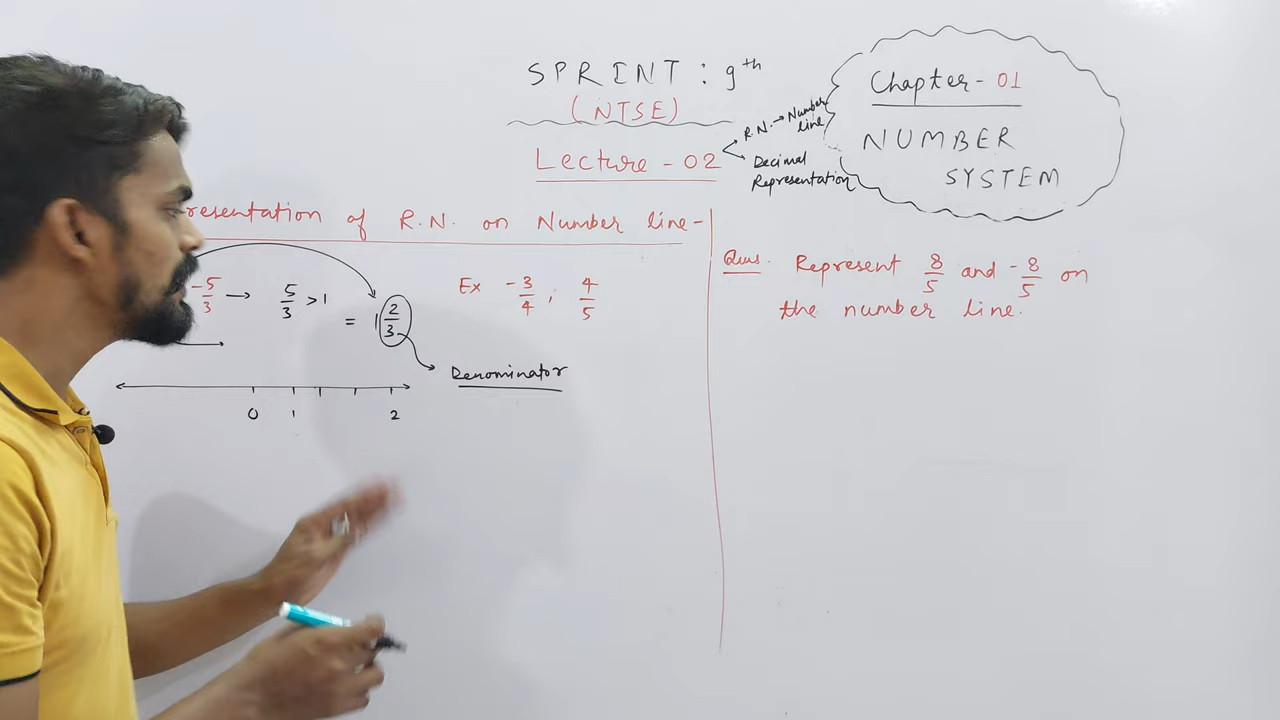 SPRINT : 9th
(NTSE)
Lecture - 02
R.N. → Number line
Decimal Representation
Chapter - 01
NUMBER
SYSTEM
resentation of R.N. on Number line -
-5/3 → 5/3 > 1
= 1 2/3
Denominator
0 1 2
Ex -3/4 , 4/5
Ques. Represent 8/5 and -8/5 on
the number line.